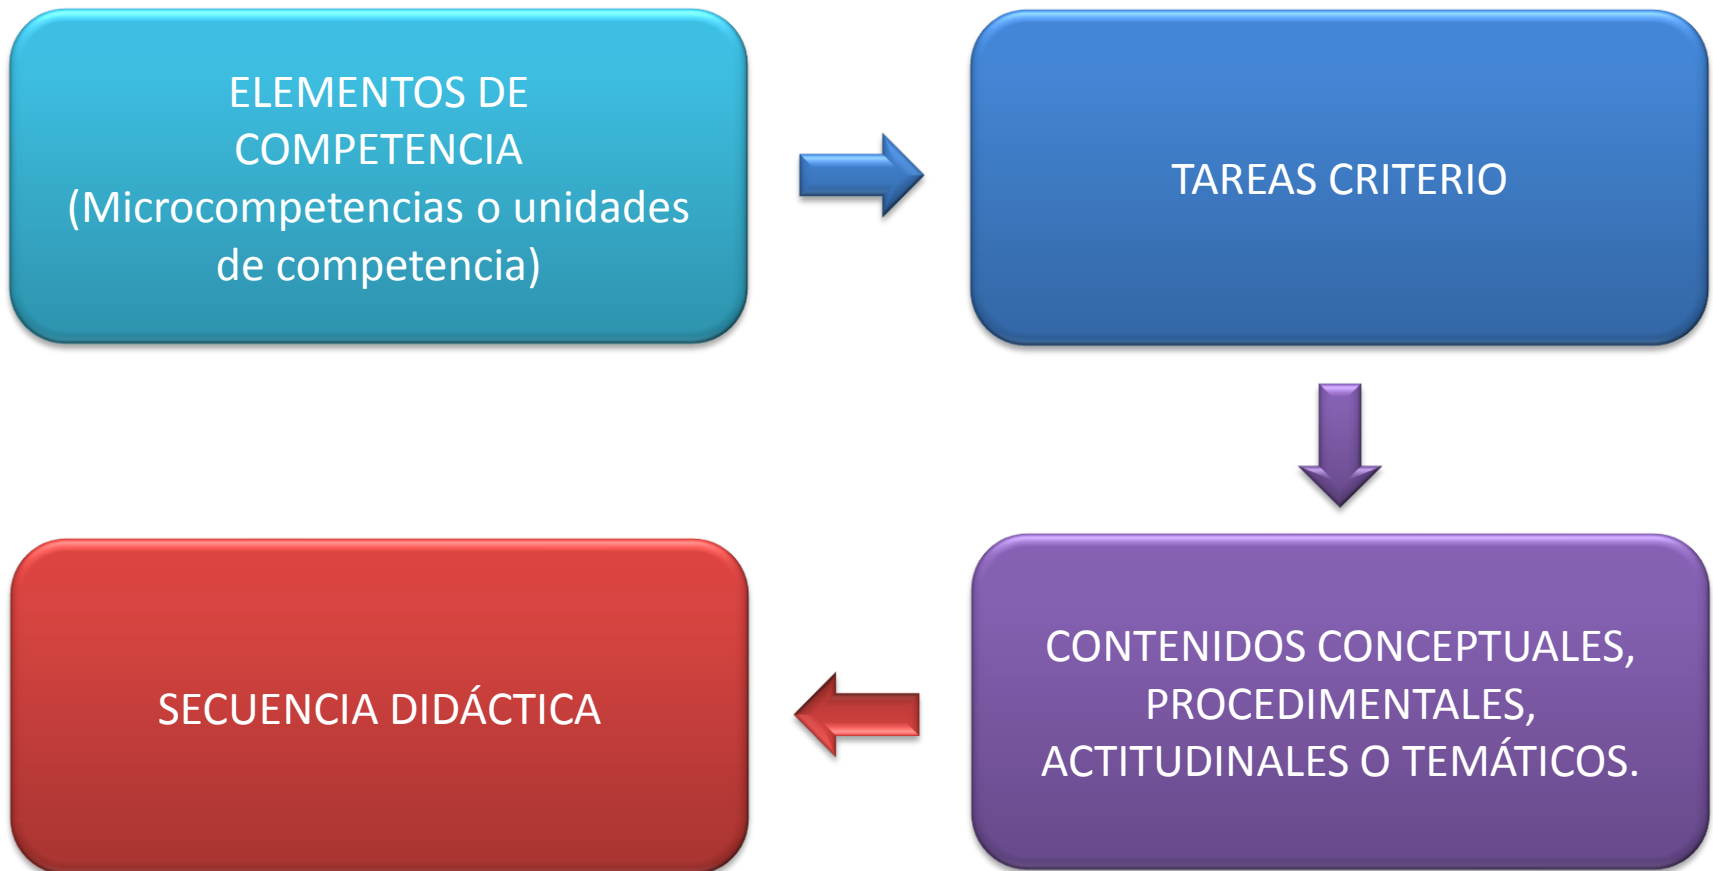 ELEMENTOS DE
COMPETENCIA
(Microcompetencias o unidades
de competencia)
TAREAS CRITERIO
CONTENIDOS CONCEPTUALES,
PROCEDIMENTALES,
ACTITUDINALES O TEMÁTICOS.
SECUENCIA DIDÁCTICA